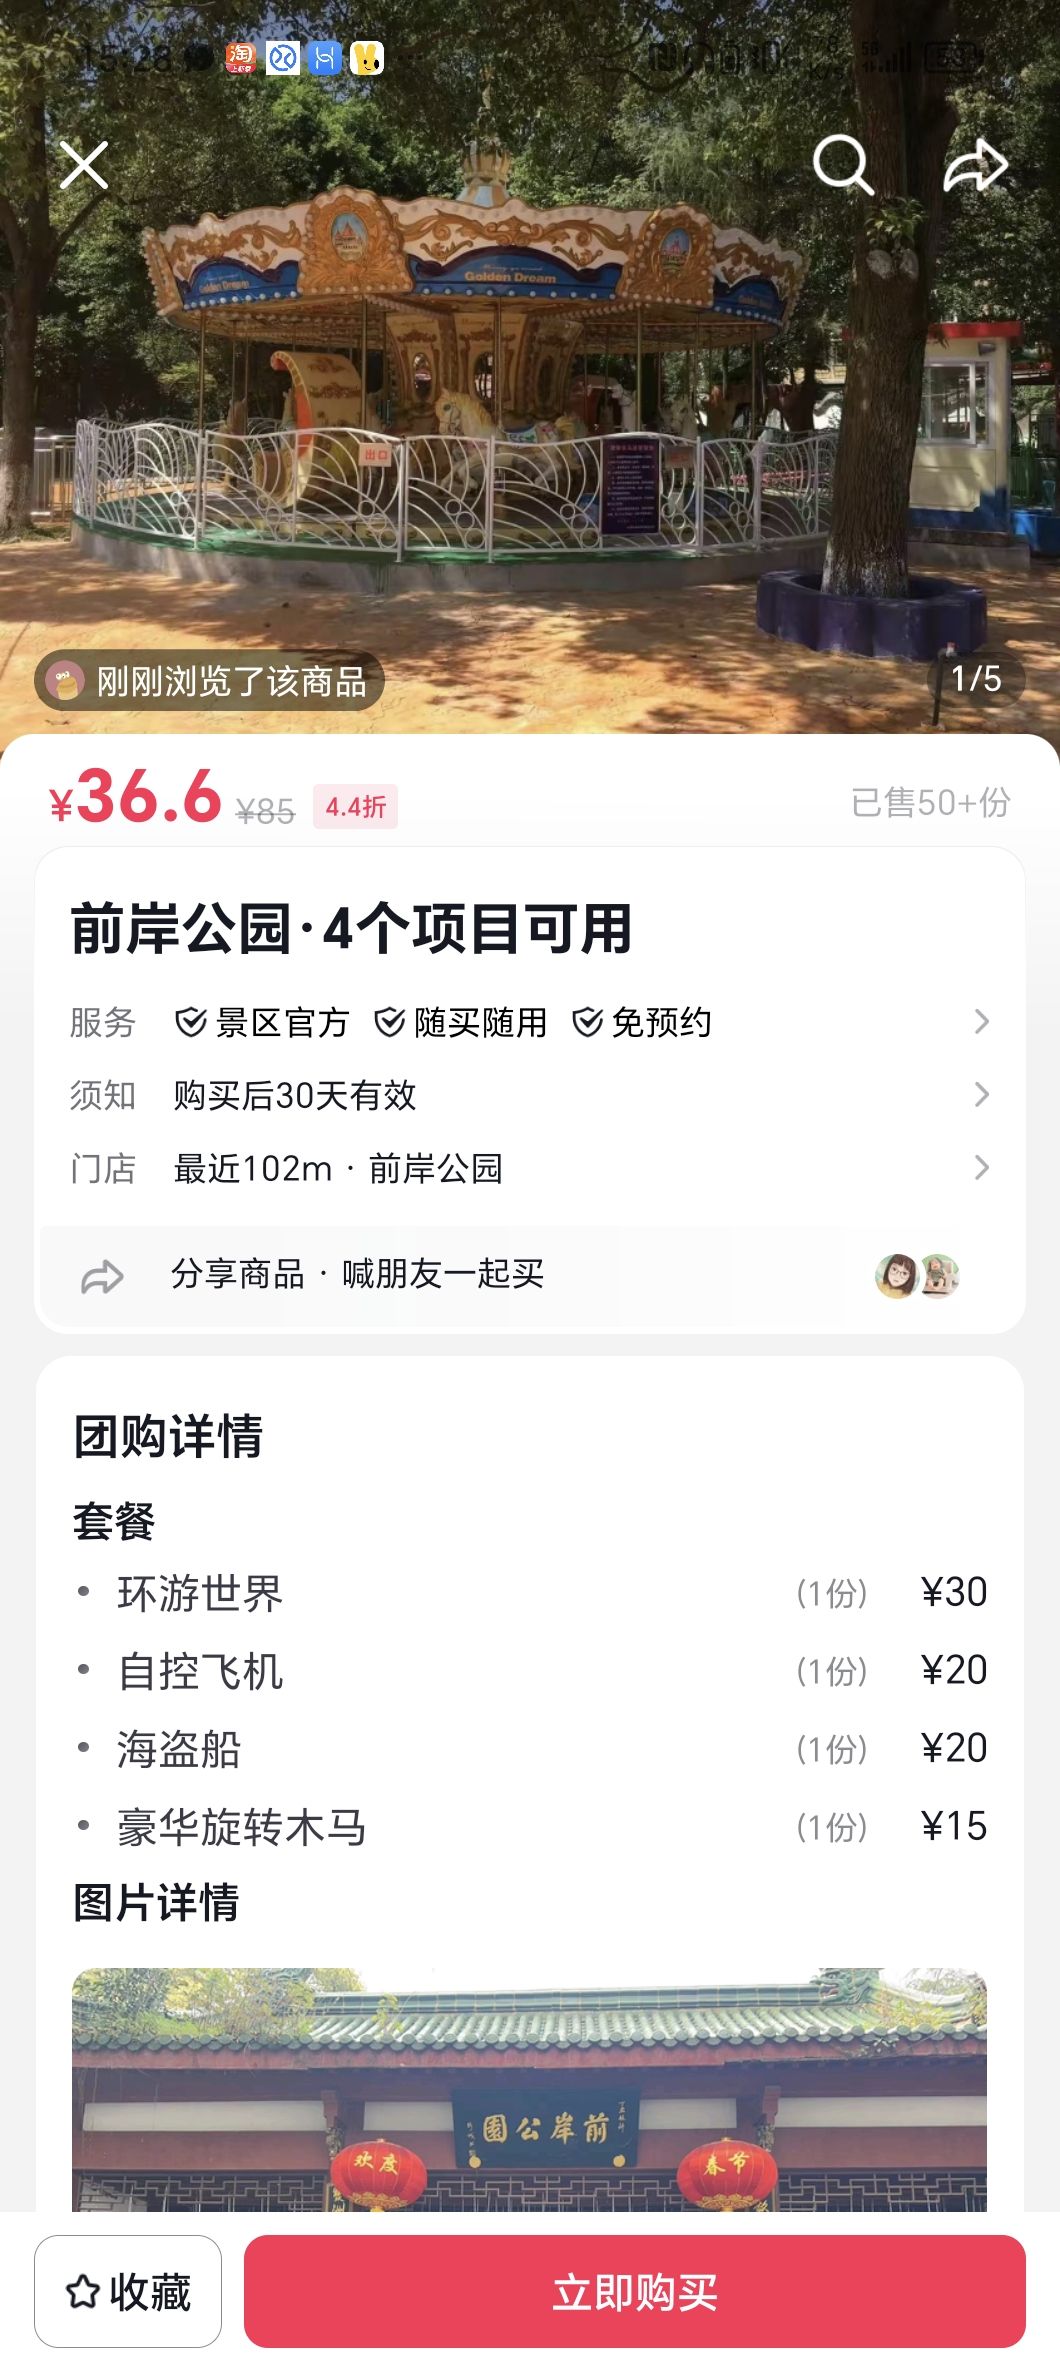 15:28
淘
Golden Dream
Golden Dream
出口
刚刚浏览了该商品
1/5
¥36.6 ¥85 4.4折 已售50+份
前岸公园·4个项目可用
服务 景区官方 随买随用 免预约
须知 购买后30天有效
门店 最近102m · 前岸公园
分享商品 · 喊朋友一起买
团购详情
套餐
• 环游世界 (1份) ¥30
• 自控飞机 (1份) ¥20
• 海盗船 (1份) ¥20
• 豪华旋转木马 (1份) ¥15
图片详情
園公岸前
欢度 春节
收藏 立即购买